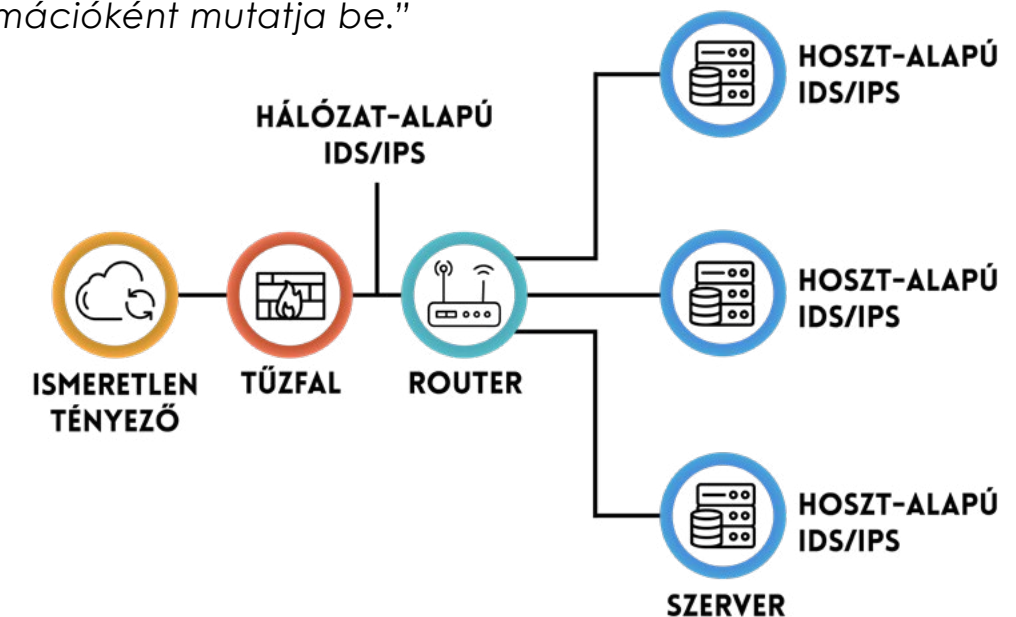 mációként mutatja be.”
HÁLÓZAT-ALAPÚ
IDS/IPS
HOSZT-ALAPÚ
IDS/IPS
HOSZT-ALAPÚ
IDS/IPS
ISMERETLEN
TÉNYEZŐ
TŰZFAL
ROUTER
HOSZT-ALAPÚ
IDS/IPS
SZERVER